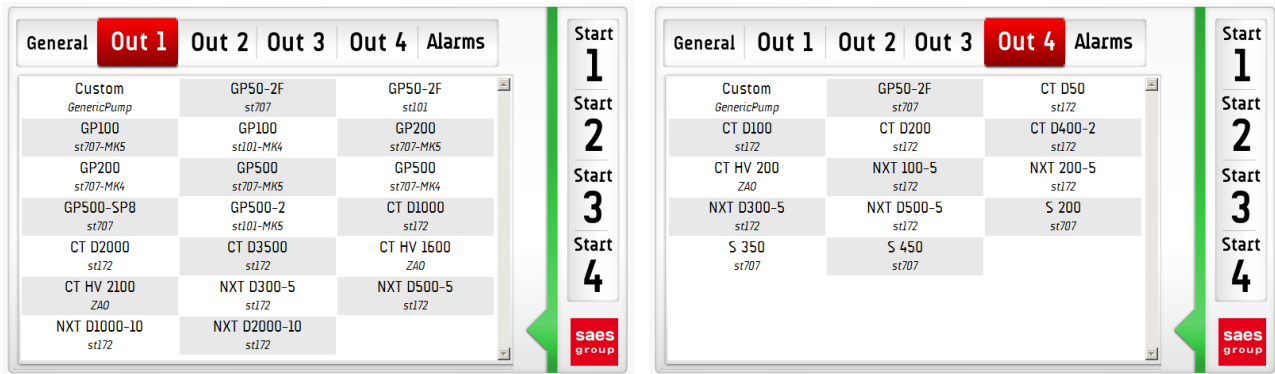 General Out 1 Out 2 Out 3 Out 4 Alarms
Custom GP50-2F GP50-2F
GenericPump st707 st101
GP100 GP100 GP200
st707-MK5 st101-MK4 st707-MK5
GP200 GP500 GP500
st707-MK4 st707-MK5 st707-MK4
GP500-SP8 GP500-2 CT D1000
st707 st101-MK5 st172
CT D2000 CT D3500 CT HV 1600
st172 st172 ZAO
CT HV 2100 NXT D300-5 NXT D500-5
ZAO st172 st172
NXT D1000-10 NXT D2000-10
st172 st172
Start
1
Start
2
Start
3
Start
4
saes
group
General Out 1 Out 2 Out 3 Out 4 Alarms
Custom GP50-2F CT D50
GenericPump st707 st172
CT D100 CT D200 CT D400-2
st172 st172 st172
CT HV 200 NXT 100-5 NXT 200-5
ZAO st172 st172
NXT D300-5 NXT D500-5 S 200
st172 st172 st707
S 350 S 450
st707 st707
Start
1
Start
2
Start
3
Start
4
saes
group